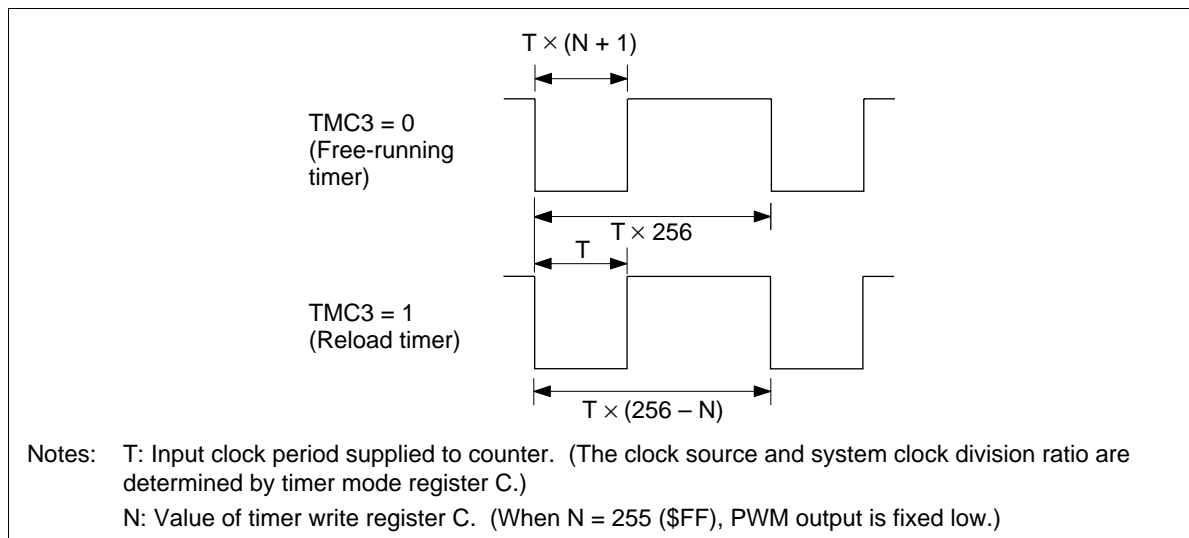 T × (N + 1)
TMC3 = 0
(Free-running
timer)
T × 256
T
TMC3 = 1
(Reload timer)
T × (256 – N)
Notes: T: Input clock period supplied to counter. (The clock source and system clock division ratio are
determined by timer mode register C.)
N: Value of timer write register C. (When N = 255 ($FF), PWM output is fixed low.)